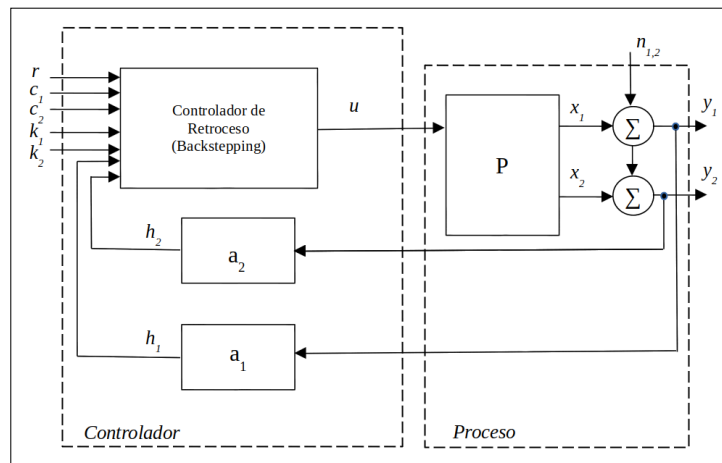 n₁,₂
r
c₁
c₂
k₁
k₂
Controlador de
Retroceso
(Backstepping)
u
P
x₁
Σ
y₁
x₂
Σ
y₂
h₂
a₂
h₁
a₁
Controlador
Proceso